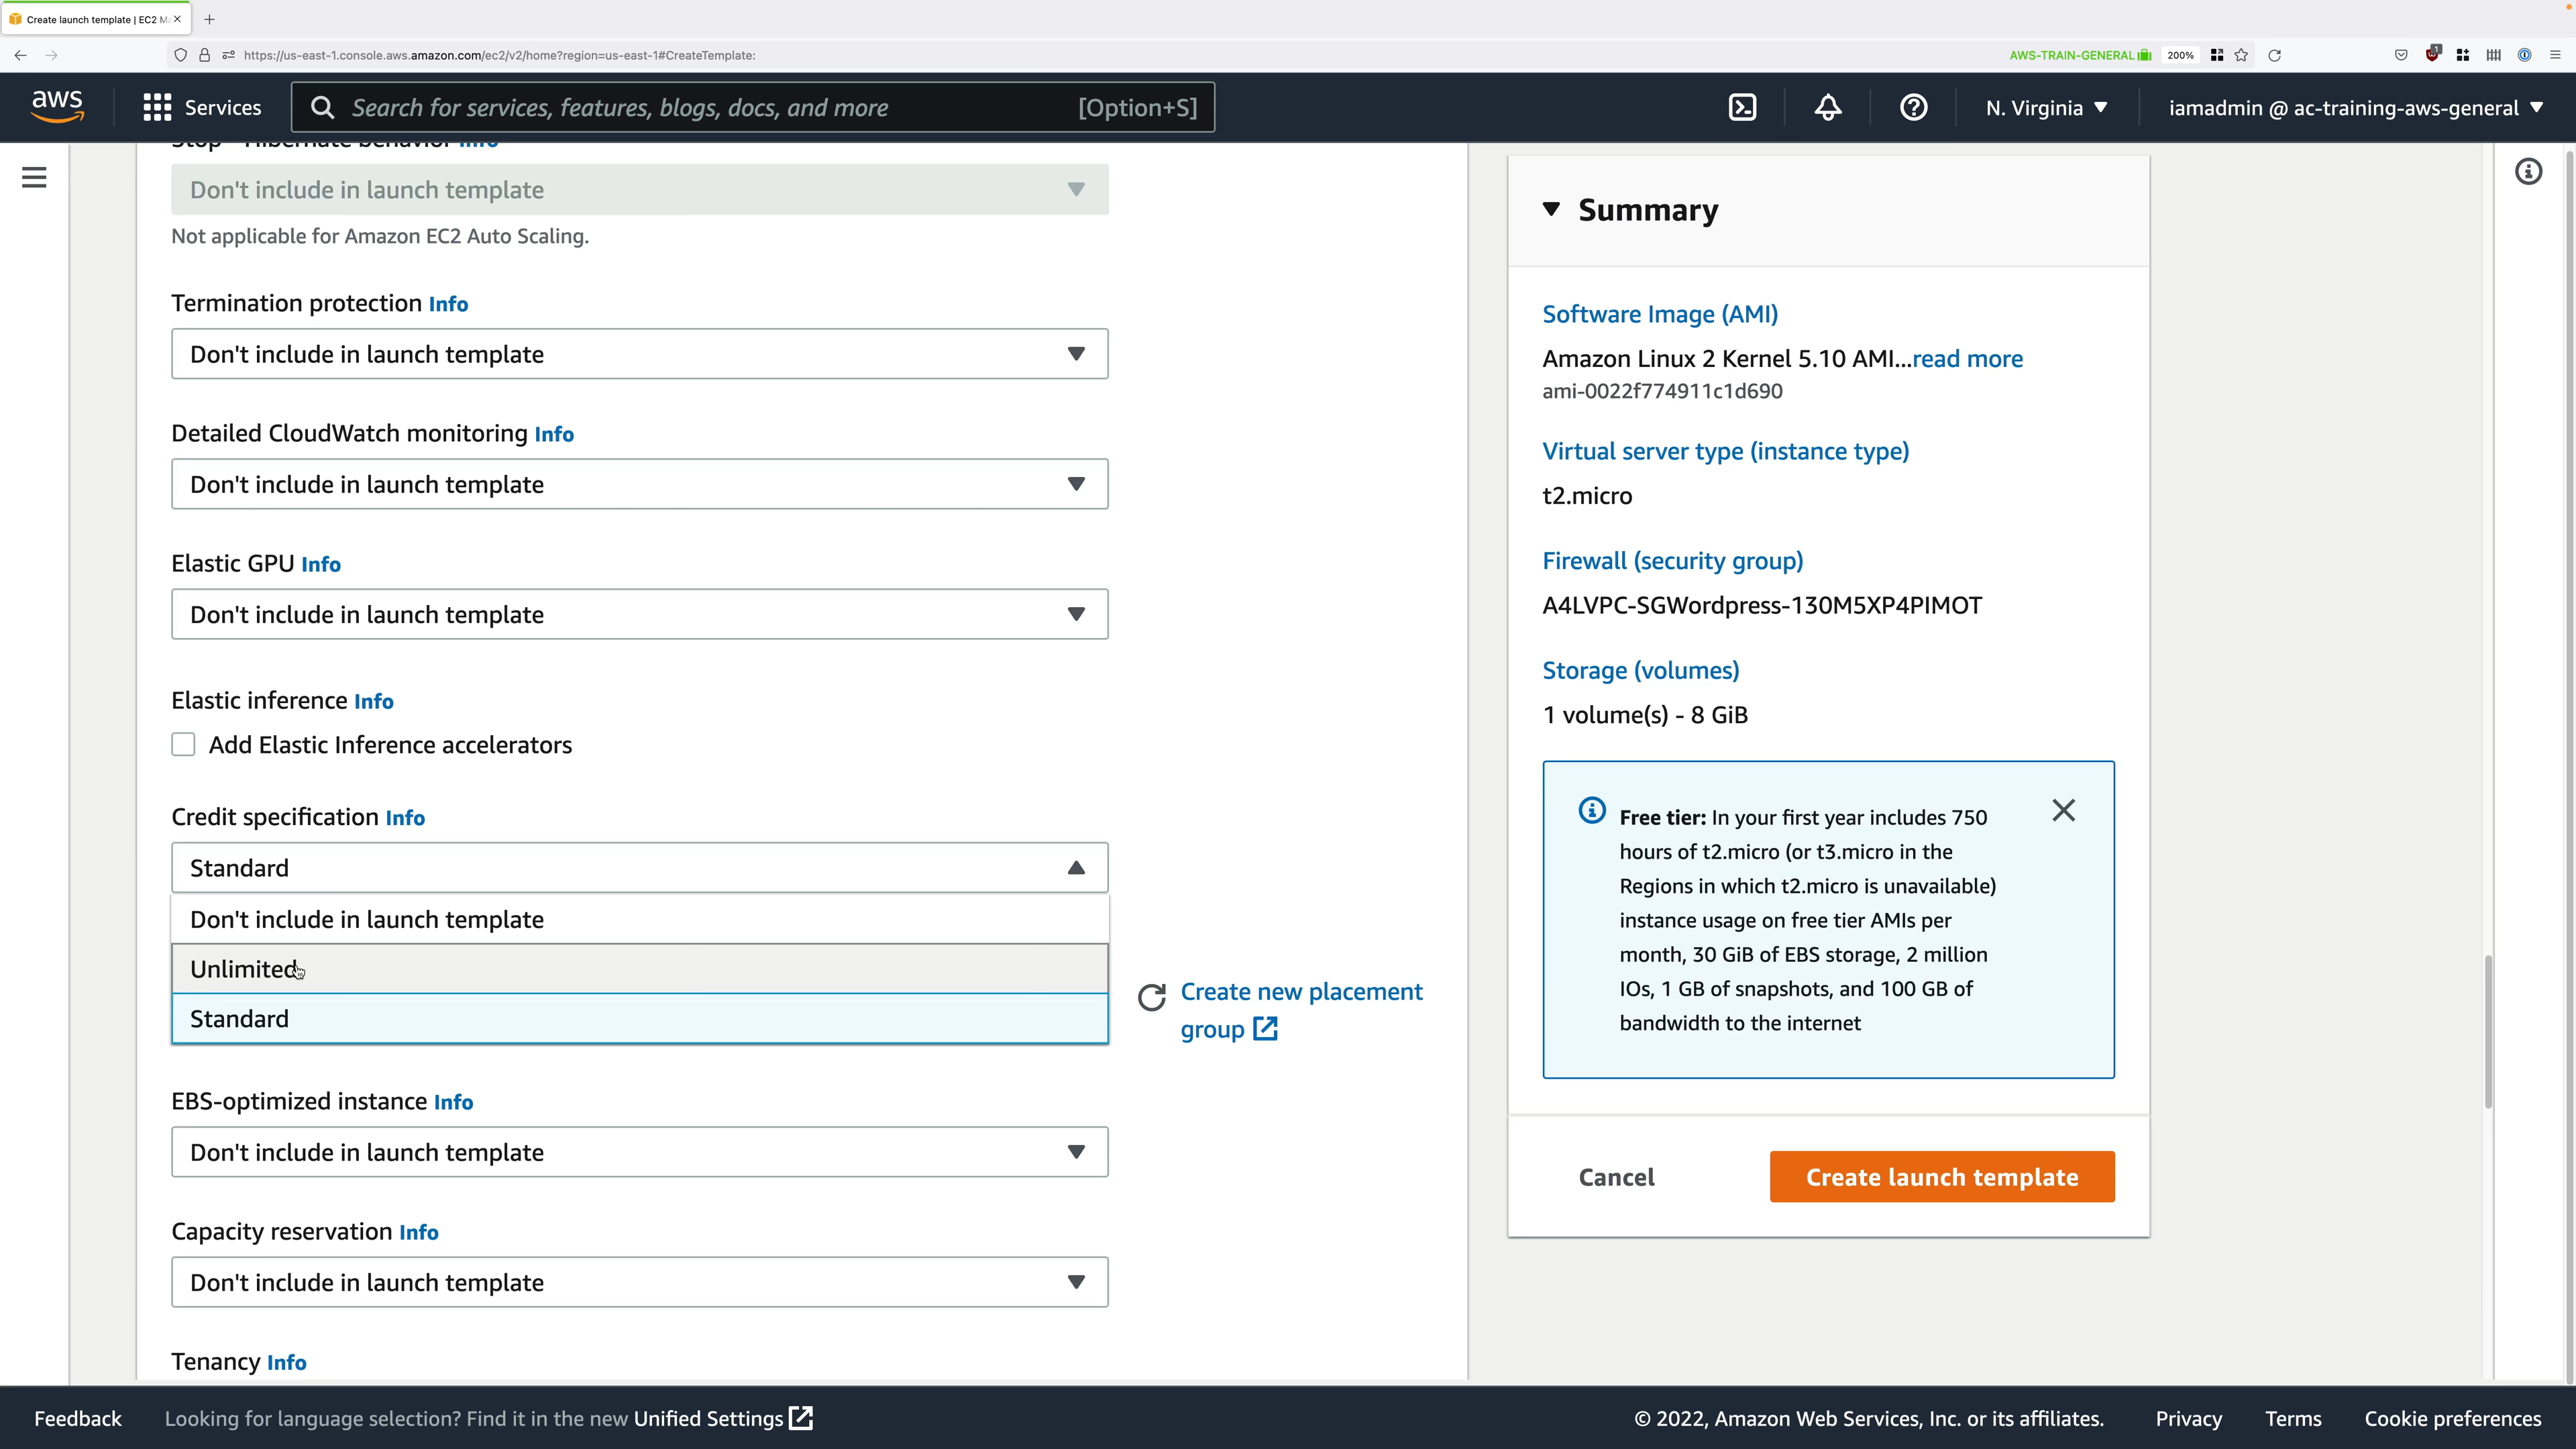 Create launch template | EC2 M
https://us-east-1.console.aws.amazon.com/ec2/v2/home?region=us-east-1#CreateTemplate:
AWS-TRAIN-GENERAL
200%
1
aws
Services
Search for services, features, blogs, docs, and more
[Option+S]
N. Virginia
iamadmin @ ac-training-aws-general
Stop - Hibernate behavior Info
Don't include in launch template
Not applicable for Amazon EC2 Auto Scaling.
Termination protection Info
Don't include in launch template
Detailed CloudWatch monitoring Info
Don't include in launch template
Elastic GPU Info
Don't include in launch template
Elastic inference Info
Add Elastic Inference accelerators
Credit specification Info
Standard
Don't include in launch template
Unlimited
Standard
Create new placement
group
EBS-optimized instance Info
Don't include in launch template
Capacity reservation Info
Don't include in launch template
Tenancy Info
Summary
Software Image (AMI)
Amazon Linux 2 Kernel 5.10 AMI...read more
ami-0022f774911c1d690
Virtual server type (instance type)
t2.micro
Firewall (security group)
A4LVPC-SGWordpress-130M5XP4PIMOT
Storage (volumes)
1 volume(s) - 8 GiB
Free tier: In your first year includes 750
hours of t2.micro (or t3.micro in the
Regions in which t2.micro is unavailable)
instance usage on free tier AMIs per
month, 30 GiB of EBS storage, 2 million
IOs, 1 GB of snapshots, and 100 GB of
bandwidth to the internet
Cancel
Create launch template
Feedback
Looking for language selection? Find it in the new Unified Settings
© 2022, Amazon Web Services, Inc. or its affiliates.
Privacy
Terms
Cookie preferences